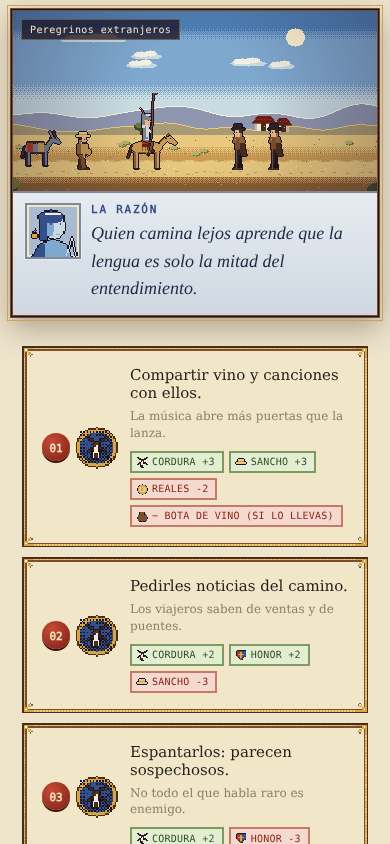 Peregrinos extranjeros
LA RAZÓN
Quien camina lejos aprende que la
lengua es solo la mitad del
entendimiento.
01
Compartir vino y canciones
con ellos.
La música abre más puertas que la
lanza.
CORDURA +3 SANCHO +3
REALES -2
− BOTA DE VINO (SI LO LLEVAS)
02
Pedirles noticias del camino.
Los viajeros saben de ventas y de
puentes.
CORDURA +2 HONOR +2
SANCHO -3
03
Espantarlos: parecen
sospechosos.
No todo el que habla raro es
enemigo.
CORDURA +2 HONOR -3